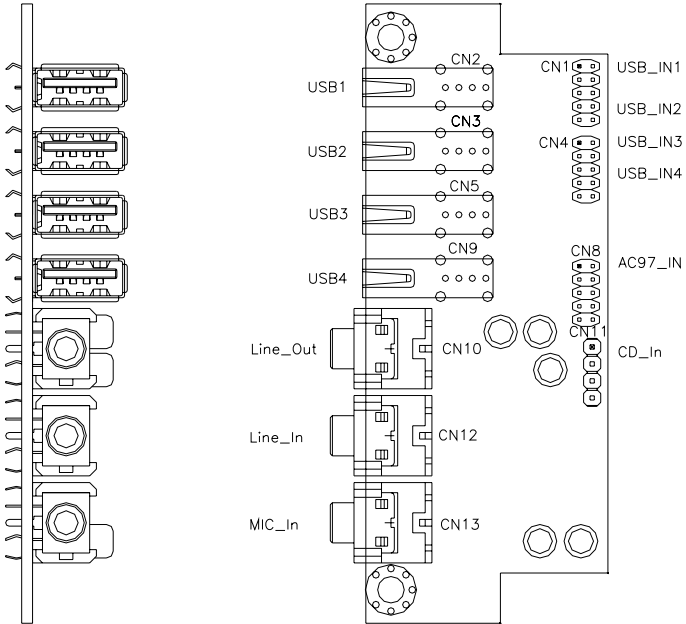 CN2
CN1 USB_IN1
USB1
USB_IN2
CN3
CN4 USB_IN3
USB2
USB_IN4
CN5
USB3
CN9
CN8 AC97_IN
USB4
CN11
Line_Out CN10 CD_In
Line_In CN12
MIC_In CN13